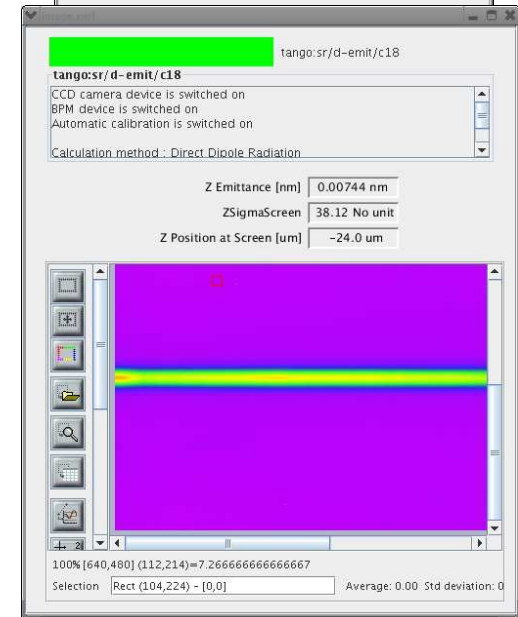 image.xml
tango:sr/d-emit/c18
tango:sr/d-emit/c18
CCD camera device is switched on
BPM device is switched on
Automatic calibration is switched on
Calculation method : Direct Dipole Radiation
Z Emittance [nm] 0.00744 nm
ZSigmaScreen 38.12 No unit
Z Position at Screen [um] -24.0 um
100% [640,480] (112,214)=7.266666666666667
Selection Rect (104,224) - [0,0] Average: 0.00 Std deviation: 0